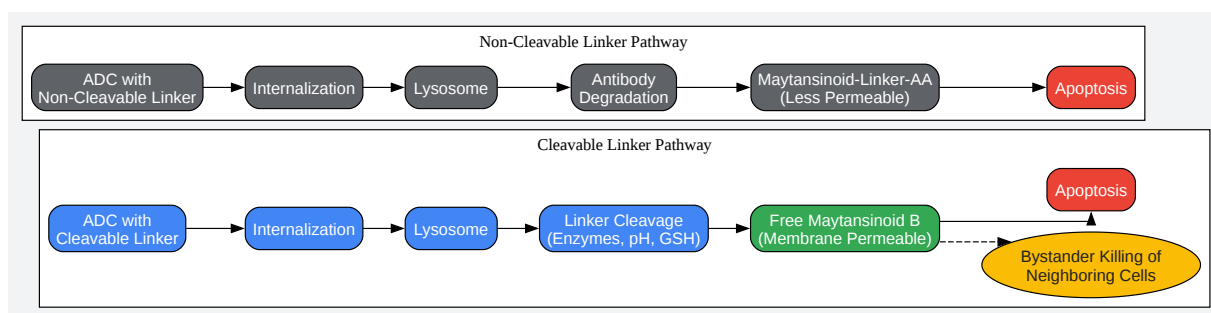 Non-Cleavable Linker Pathway
ADC with
Non-Cleavable Linker
Internalization
Lysosome
Antibody
Degradation
Maytansinoid-Linker-AA
(Less Permeable)
Apoptosis
Cleavable Linker Pathway
ADC with
Cleavable Linker
Internalization
Lysosome
Linker Cleavage
(Enzymes, pH, GSH)
Free Maytansinoid B
(Membrane Permeable)
Apoptosis
Bystander Killing of
Neighboring Cells